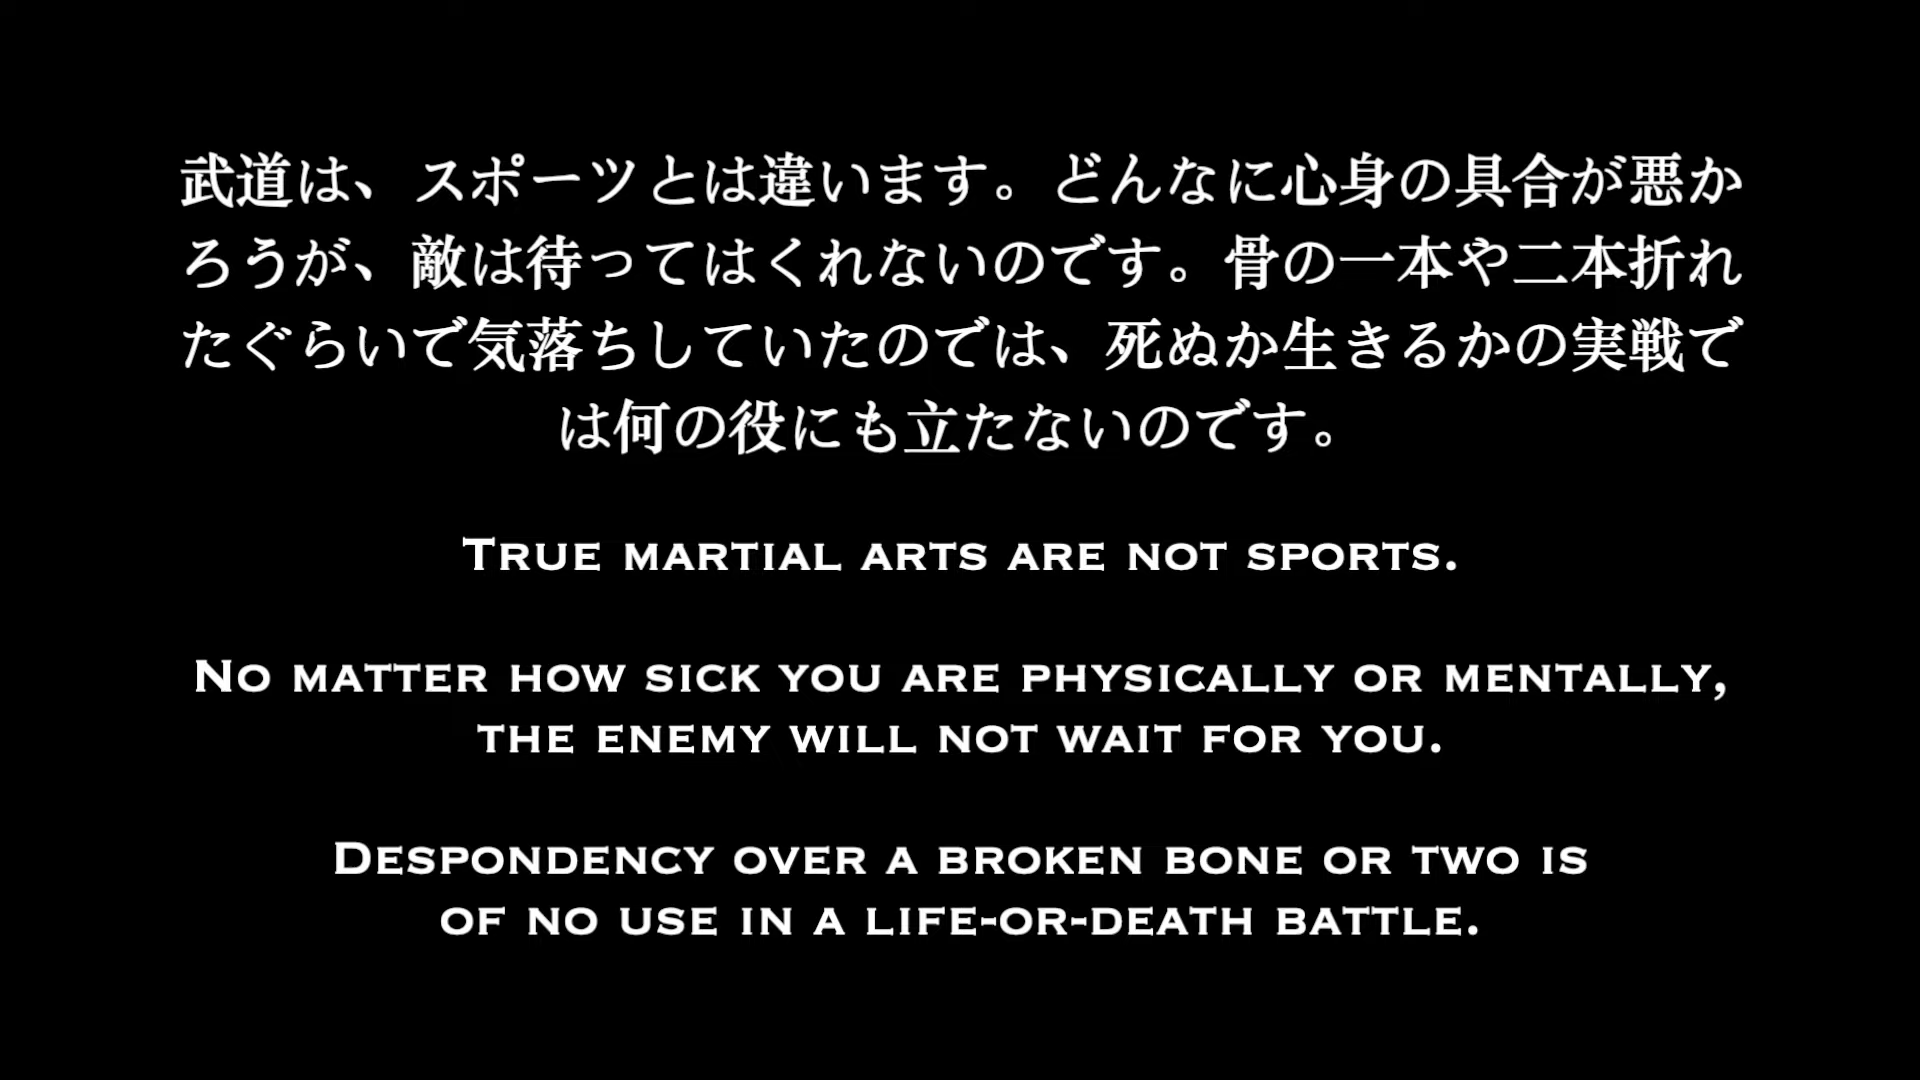 武道は、スポーツとは違います。どんなに心身の具合が悪か
ろうが、敵は待ってはくれないのです。骨の一本や二本折れ
たぐらいで気落ちしていたのでは、死ぬか生きるかの実戦で
は何の役にも立たないのです。
True martial arts are not sports.
No matter how sick you are physically or mentally,
the enemy will not wait for you.
Despondency over a broken bone or two is
of no use in a life-or-death battle.